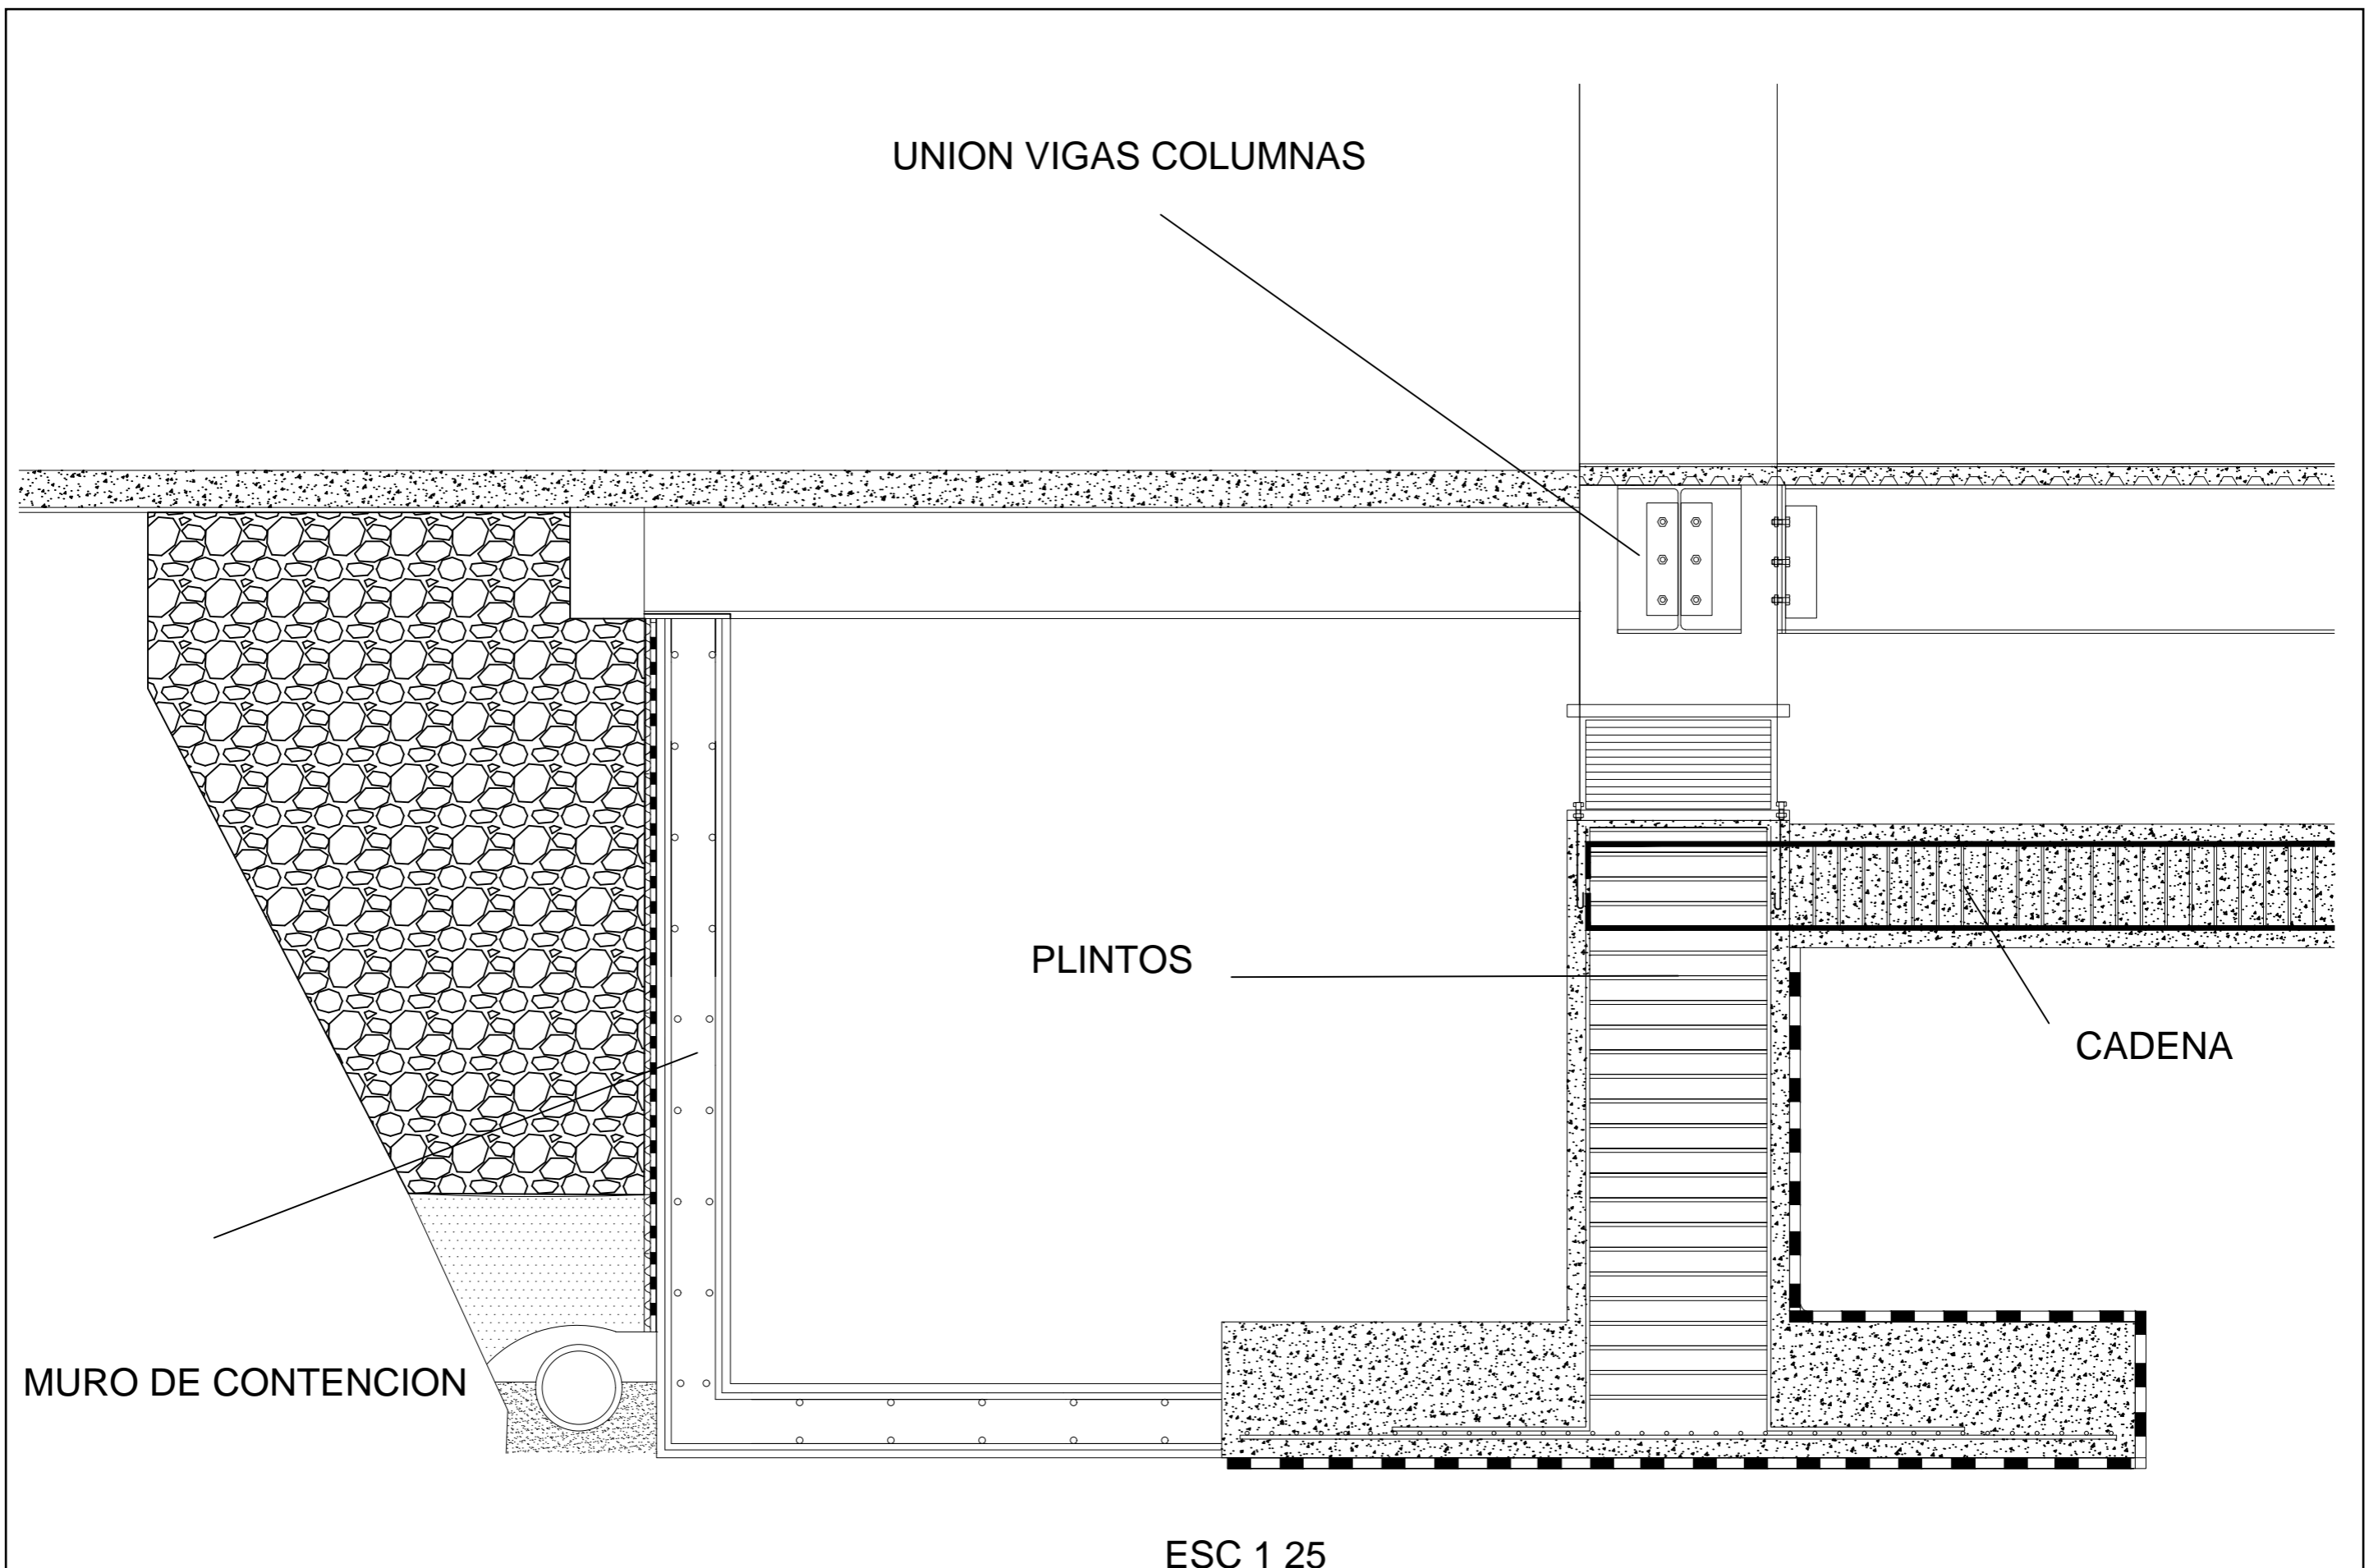 UNION VIGAS COLUMNAS
PLINTOS
CADENA
MURO DE CONTENCION
ESC 1 25